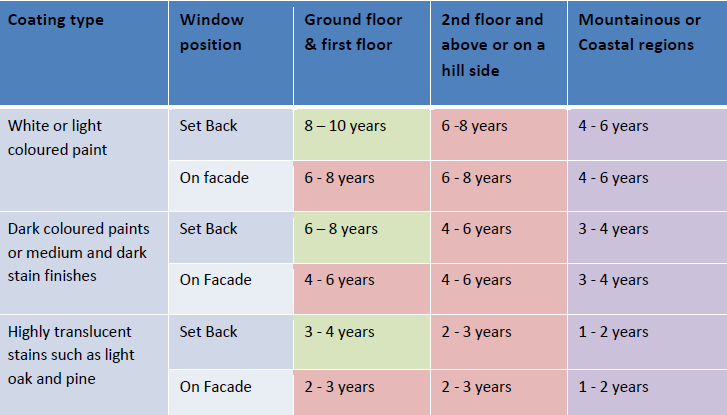 Coating type
Window
position
Ground floor
& first floor
2nd floor and
above or on a
hill side
Mountainous or
Coastal regions
White or light
coloured paint
Set Back
8 – 10 years
6 -8 years
4 - 6 years
On facade
6 - 8 years
6 - 8 years
4 - 6 years
Dark coloured paints
or medium and dark
stain finishes
Set Back
6 – 8 years
4 - 6 years
3 - 4 years
On Facade
4 - 6 years
4 - 6 years
3 - 4 years
Highly translucent
stains such as light
oak and pine
Set Back
3 - 4 years
2 - 3 years
1 - 2 years
On Facade
2 - 3 years
2 - 3 years
1 - 2 years